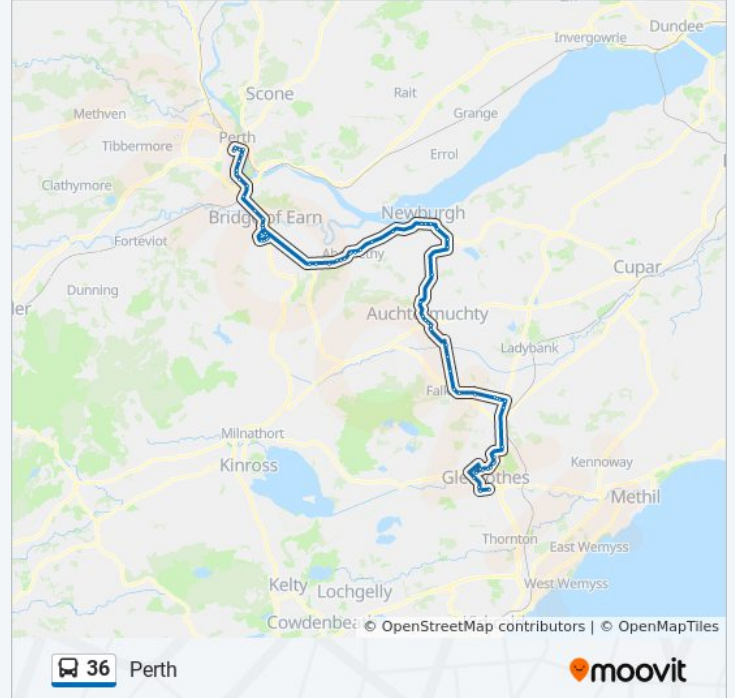 Dundee
Invergowrie
Scone
Rait
Methven
Grange
Perth
Tibbermore
Errol
Clathymore
Bridge of Earn
Newburgh
Forteviot
Cupar
Dunning
Ladybank
Milnathort
Kinross
Kennoway
Methil
Thornton
East Wemyss
Kelty
Lochgelly
West Wemyss
© OpenStreetMap contributors | © OpenMapTiles
36 Perth
moovit